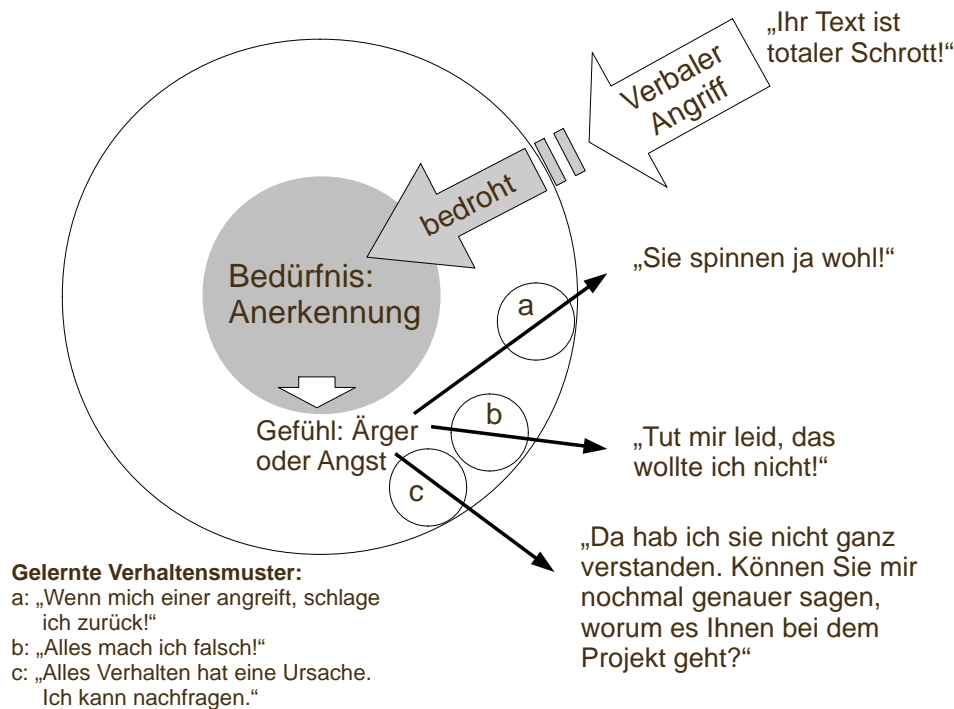 „Ihr Text ist
totaler Schrott!“
Verbaler
Angriff
bedroht
Bedürfnis:
Anerkennung
„Sie spinnen ja wohl!“
a
b
Gefühl: Ärger
oder Angst
„Tut mir leid, das
wollte ich nicht!“
c
„Da hab ich sie nicht ganz
verstanden. Können Sie mir
nochmal genauer sagen,
worum es Ihnen bei dem
Projekt geht?“
Gelernte Verhaltensmuster:
a: „Wenn mich einer angreift, schlage
ich zurück!“
b: „Alles mach ich falsch!“
c: „Alles Verhalten hat eine Ursache.
Ich kann nachfragen.“